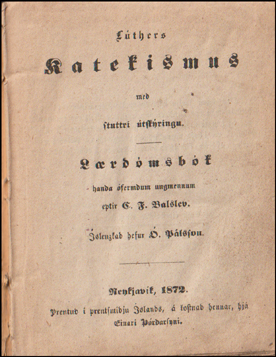 Lúthers
Katekismus
með
stuttri útskýringu.
Lærdómsbók
handa ófermdum ungmennum
eptir C. F. Balslev.
Íslenzkað hefur O. Pálsson.
Reykjavík, 1872.
Prentuð í prentsmiðju Íslands, á kostnað hennar, hjá
Einari Þórðarsyni.